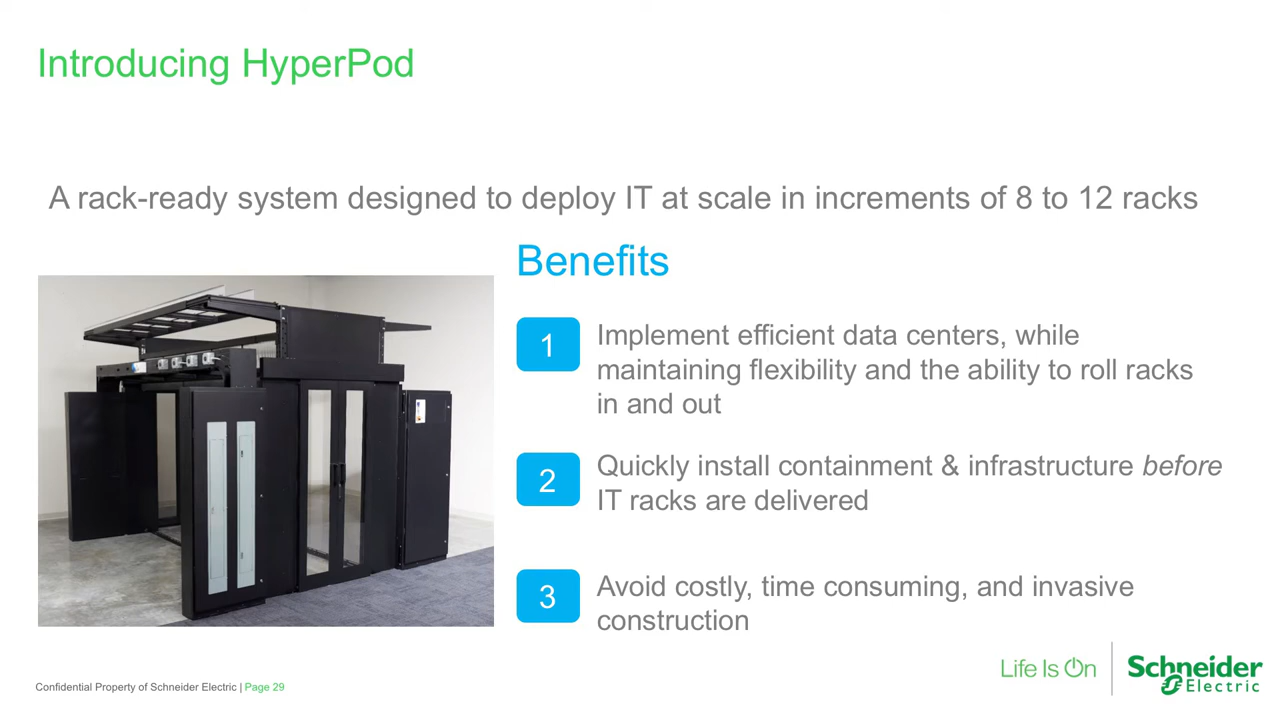 Introducing HyperPod
A rack-ready system designed to deploy IT at scale in increments of 8 to 12 racks
Benefits
1
Implement efficient data centers, while
maintaining flexibility and the ability to roll racks
in and out
2
Quickly install containment & infrastructure before
IT racks are delivered
3
Avoid costly, time consuming, and invasive
construction
Confidential Property of Schneider Electric | Page 29
Life Is On
Schneider
Electric